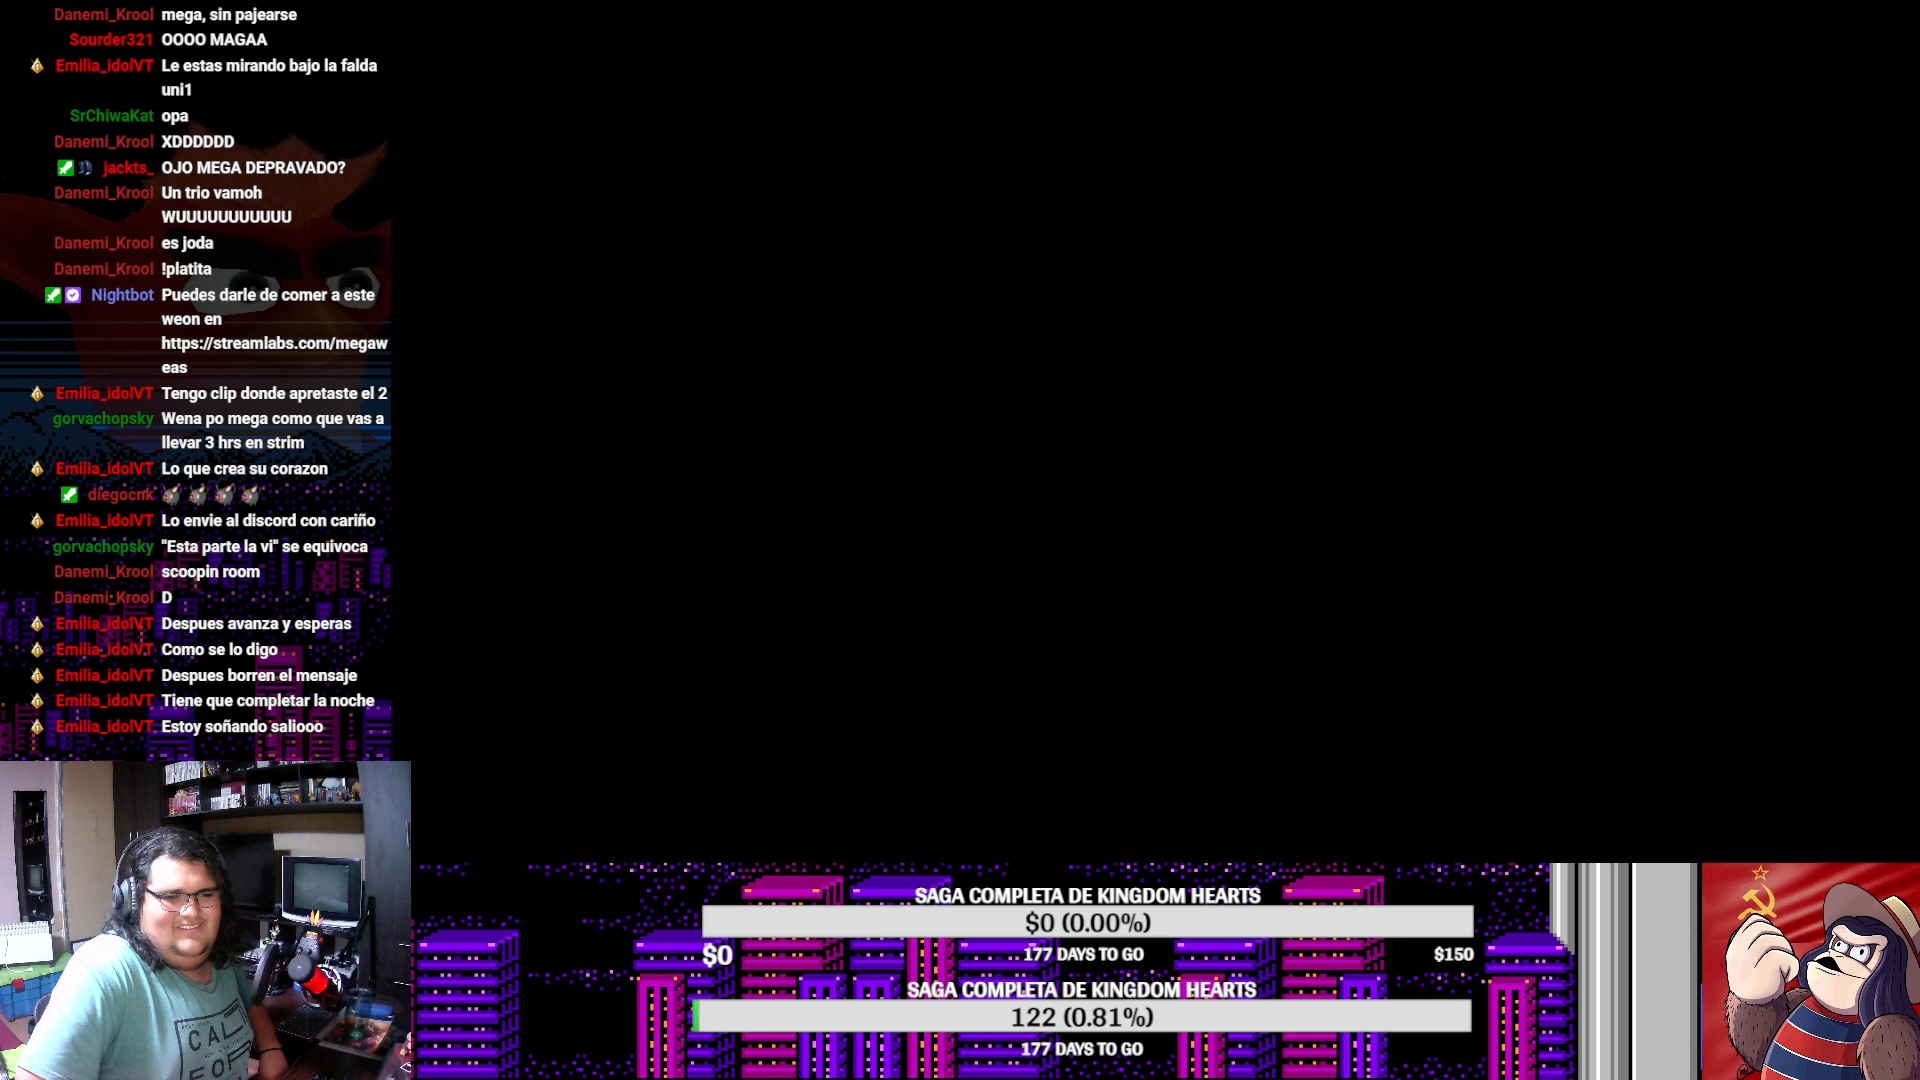 Danemi_Krool mega, sin pajearse
Sourder321 OOOO MAGAA
Emilia_idolVT Le estas mirando bajo la falda
uni1
SrChiwaKat opa
Danemi_Krool XDDDDDD
jackts_ OJO MEGA DEPRAVADO?
Danemi_Krool Un trio vamoh
WUUUUUUUUUUU
Danemi_Krool es joda
Danemi_Krool !platita
Nightbot Puedes darle de comer a este
weon en
https://streamlabs.com/megaw
eas
Emilia_idolVT Tengo clip donde apretaste el 2
gorvachopsky Wena po mega como que vas a
llevar 3 hrs en strim
Emilia_idolVT Lo que crea su corazon
diegocnk
Emilia_idolVT Lo envie al discord con cariño
gorvachopsky "Esta parte la vi" se equivoca
Danemi_Krool scoopin room
Danemi_Krool D
Emilia_idolVT Despues avanza y esperas
Emilia_idolVT Como se lo digo
Emilia_idolVT Despues borren el mensaje
Emilia_idolVT Tiene que completar la noche
Emilia_idolVT Estoy soñando saliooo
SAGA COMPLETA DE KINGDOM HEARTS
$0 (0.00%)
$0 177 DAYS TO GO $150
SAGA COMPLETA DE KINGDOM HEARTS
122 (0.81%)
177 DAYS TO GO